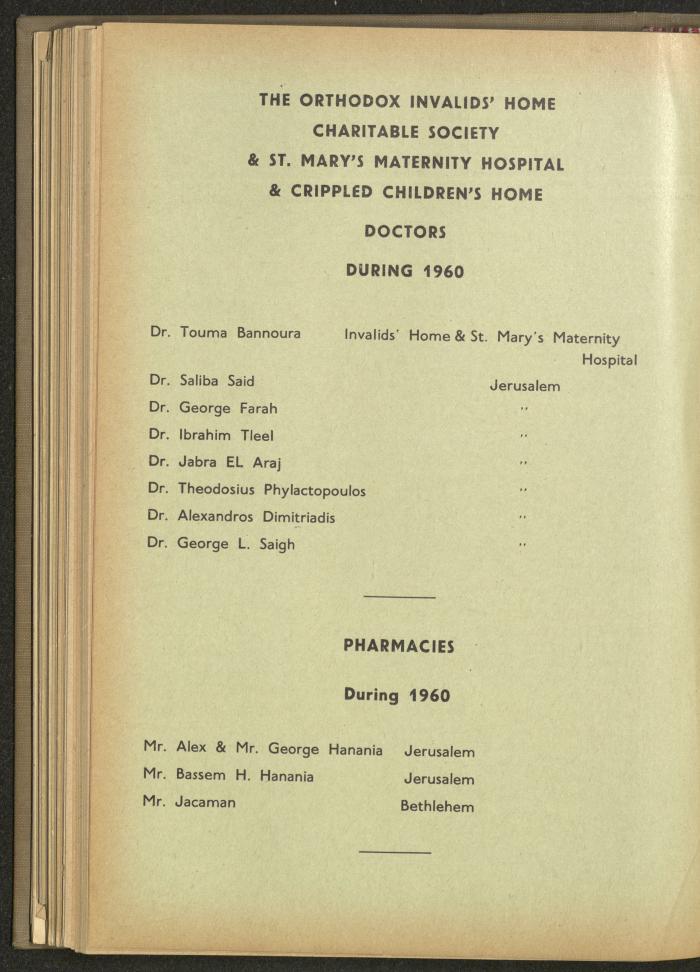 THE ORTHODOX INVALIDS' HOME
CHARITABLE SOCIETY
& ST. MARY'S MATERNITY HOSPITAL
& CRIPPLED CHILDREN'S HOME
DOCTORS
DURING 1960
Dr. Touma Bannoura Invalids' Home & St. Mary's Maternity
Hospital
Dr. Saliba Said Jerusalem
Dr. George Farah ,,
Dr. Ibrahim Tleel ,,
Dr. Jabra EL Araj ,,
Dr. Theodosius Phylactopoulos ,,
Dr. Alexandros Dimitriadis ,,
Dr. George L. Saigh ,,
PHARMACIES
During 1960
Mr. Alex & Mr. George Hanania Jerusalem
Mr. Bassem H. Hanania Jerusalem
Mr. Jacaman Bethlehem